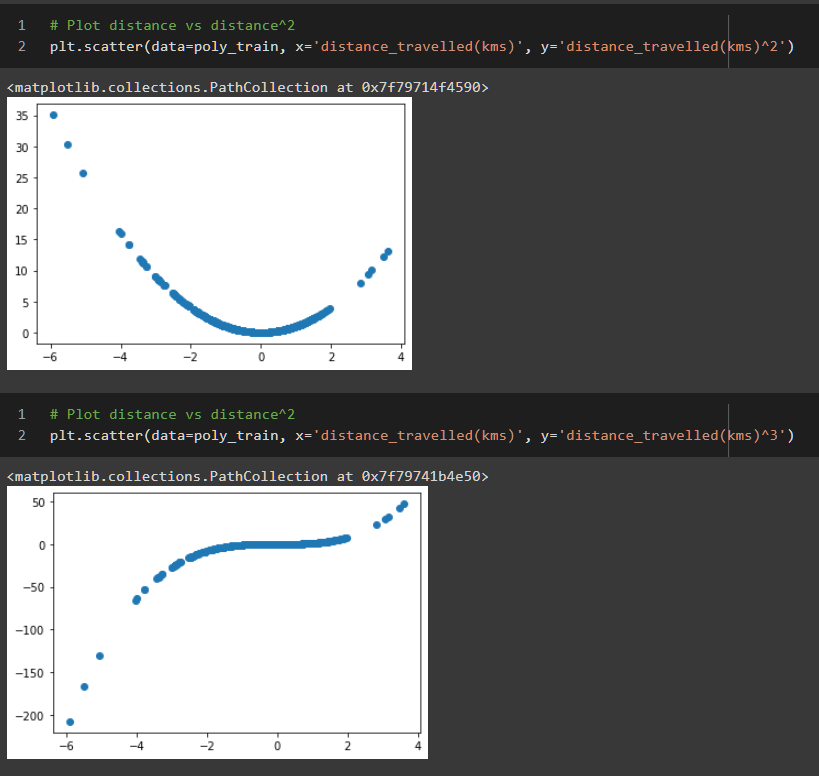 1 # Plot distance vs distance^2
2 plt.scatter(data=poly_train, x='distance_travelled(kms)', y='distance_travelled(kms)^2')
<matplotlib.collections.PathCollection at 0x7f79714f4590>
35
30
25
20
15
10
5
0
−6 −4 −2 0 2 4
1 # Plot distance vs distance^2
2 plt.scatter(data=poly_train, x='distance_travelled(kms)', y='distance_travelled(kms)^3')
<matplotlib.collections.PathCollection at 0x7f79741b4e50>
50
0
−50
−100
−150
−200
−6 −4 −2 0 2 4